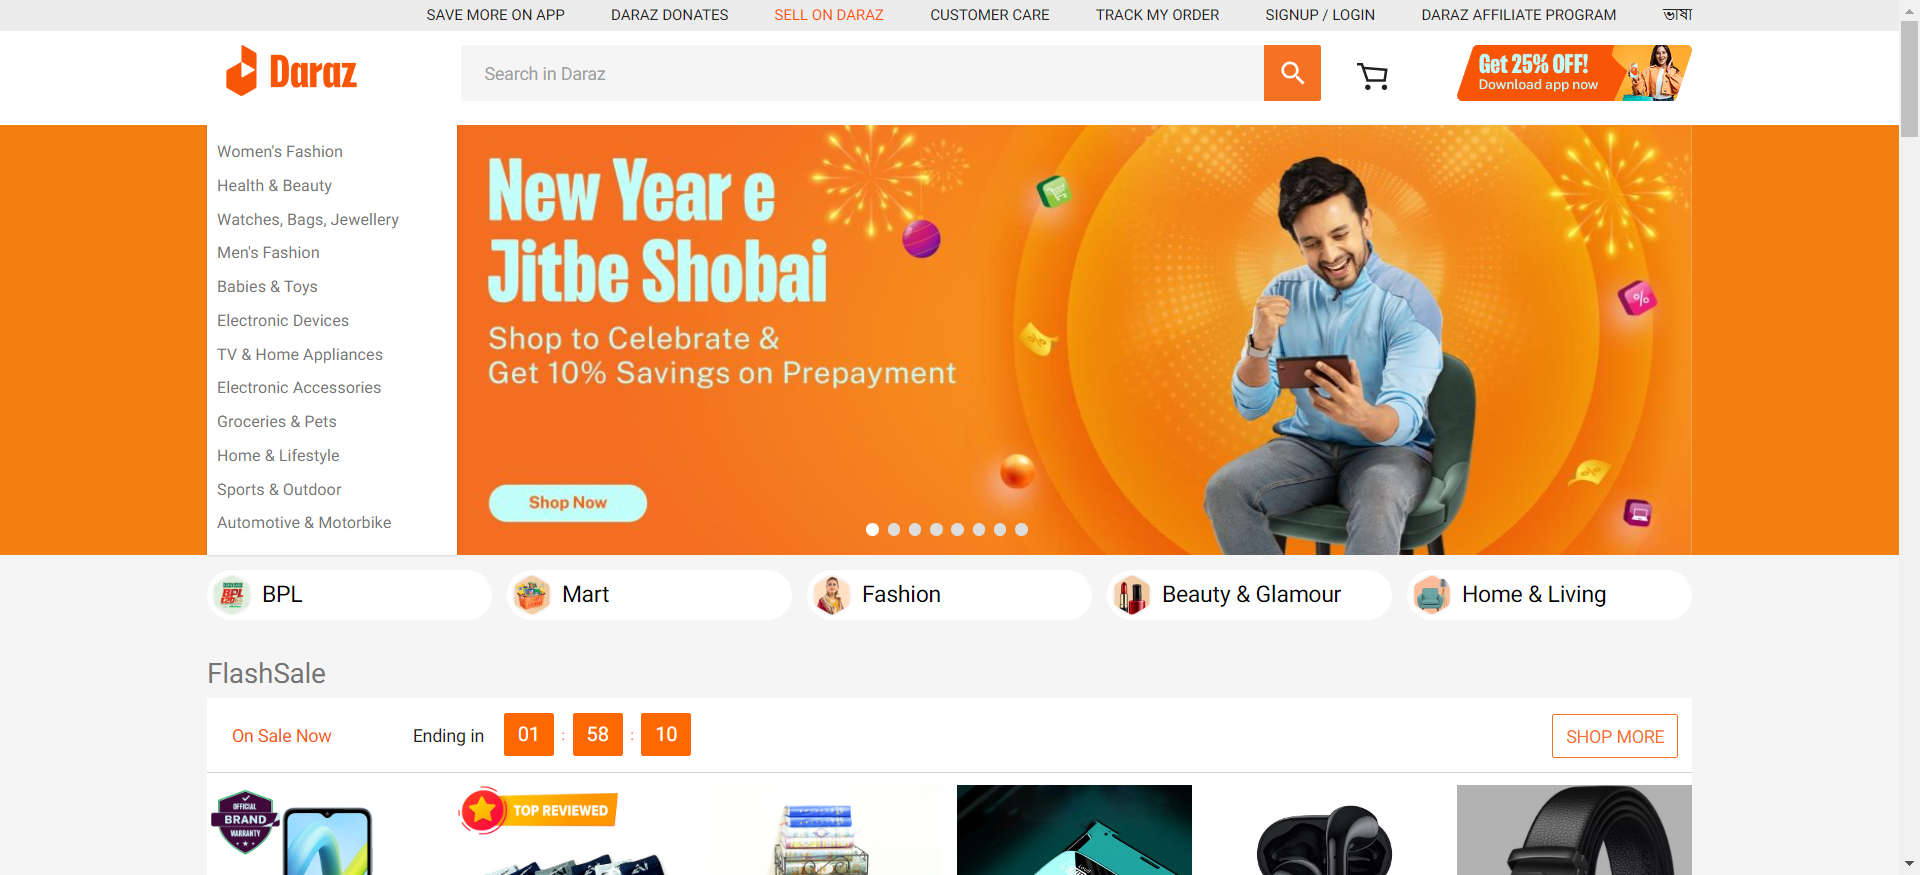 SAVE MORE ON APP
DARAZ DONATES
SELL ON DARAZ
CUSTOMER CARE
TRACK MY ORDER
SIGNUP / LOGIN
DARAZ AFFILIATE PROGRAM
ভাষা
Daraz
Search in Daraz
Get 25% OFF!
Download app now
Women's Fashion
Health & Beauty
Watches, Bags, Jewellery
Men's Fashion
Babies & Toys
Electronic Devices
TV & Home Appliances
Electronic Accessories
Groceries & Pets
Home & Lifestyle
Sports & Outdoor
Automotive & Motorbike
New Year e
Jitbe Shobai
Shop to Celebrate &
Get 10% Savings on Prepayment
Shop Now
BPL
BPL
Mart
Fashion
Beauty & Glamour
Home & Living
FlashSale
On Sale Now
Ending in
01 : 58 : 10
SHOP MORE
OFFICIAL
BRAND
WARRANTY
TOP REVIEWED